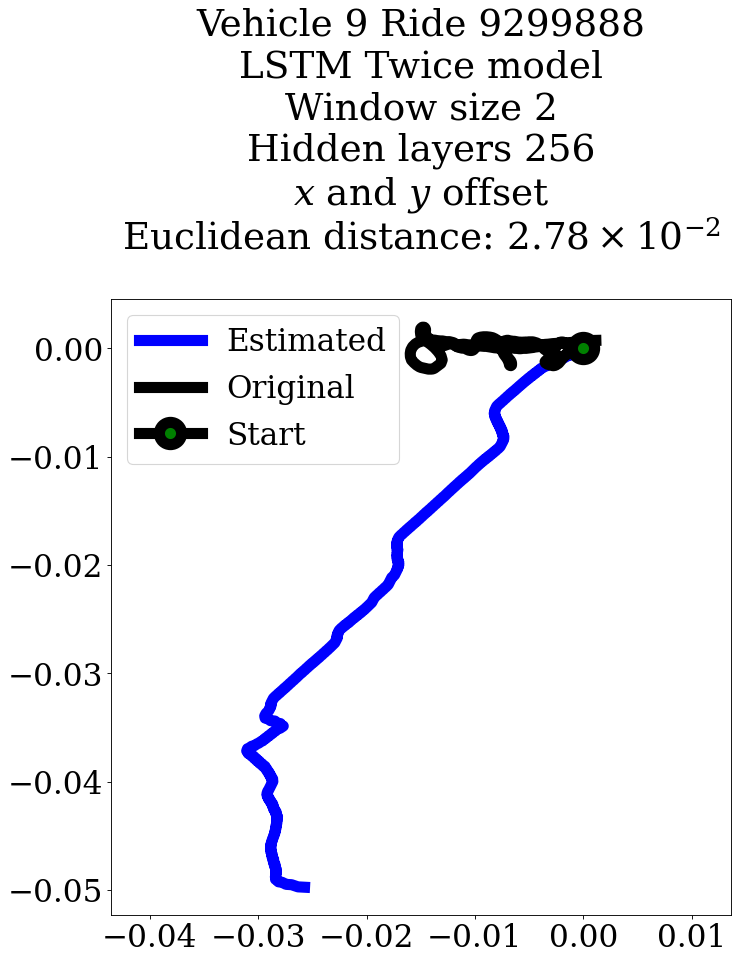 Vehicle 9 Ride 9299888
LSTM Twice model
Window size 2
Hidden layers 256
x and y offset
Euclidean distance: 2.78 × 10⁻²
Estimated
Original
Start
0.00
−0.01
−0.02
−0.03
−0.04
−0.05
−0.04 −0.03 −0.02 −0.01 0.00 0.01